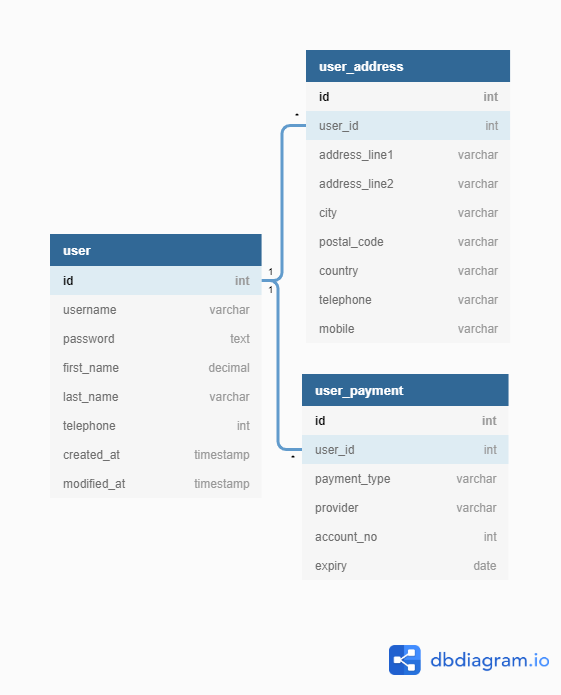 user_address
id int
user_id int
address_line1 varchar
address_line2 varchar
city varchar
postal_code varchar
country varchar
telephone varchar
mobile varchar
*
1
1
*
user
id int
username varchar
password text
first_name decimal
last_name varchar
telephone int
created_at timestamp
modified_at timestamp
user_payment
id int
user_id int
payment_type varchar
provider varchar
account_no int
expiry date
dbdiagram.io